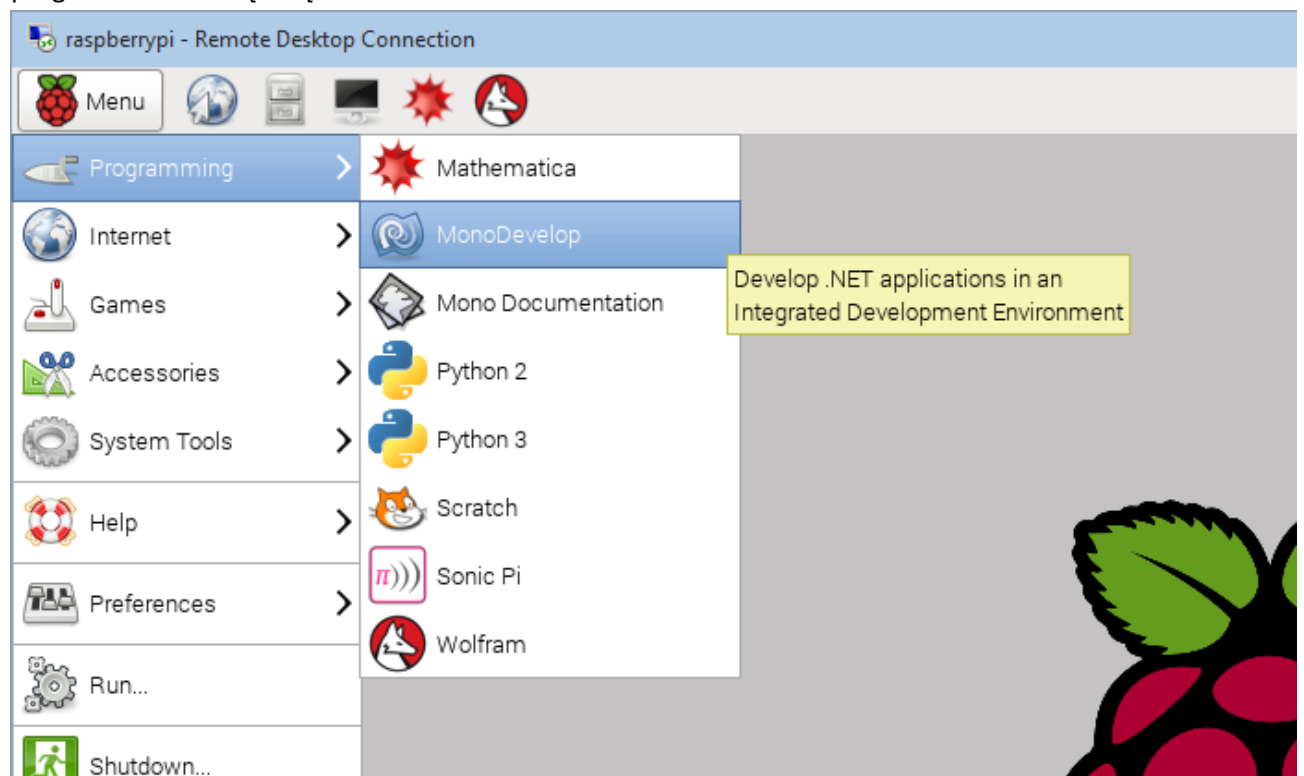 raspberrypi - Remote Desktop Connection
Menu
Programming
Internet
Games
Accessories
System Tools
Help
Preferences
Run...
Shutdown...
Mathematica
MonoDevelop
Mono Documentation
Python 2
Python 3
Scratch
Sonic Pi
Wolfram
Develop .NET applications in an
Integrated Development Environment